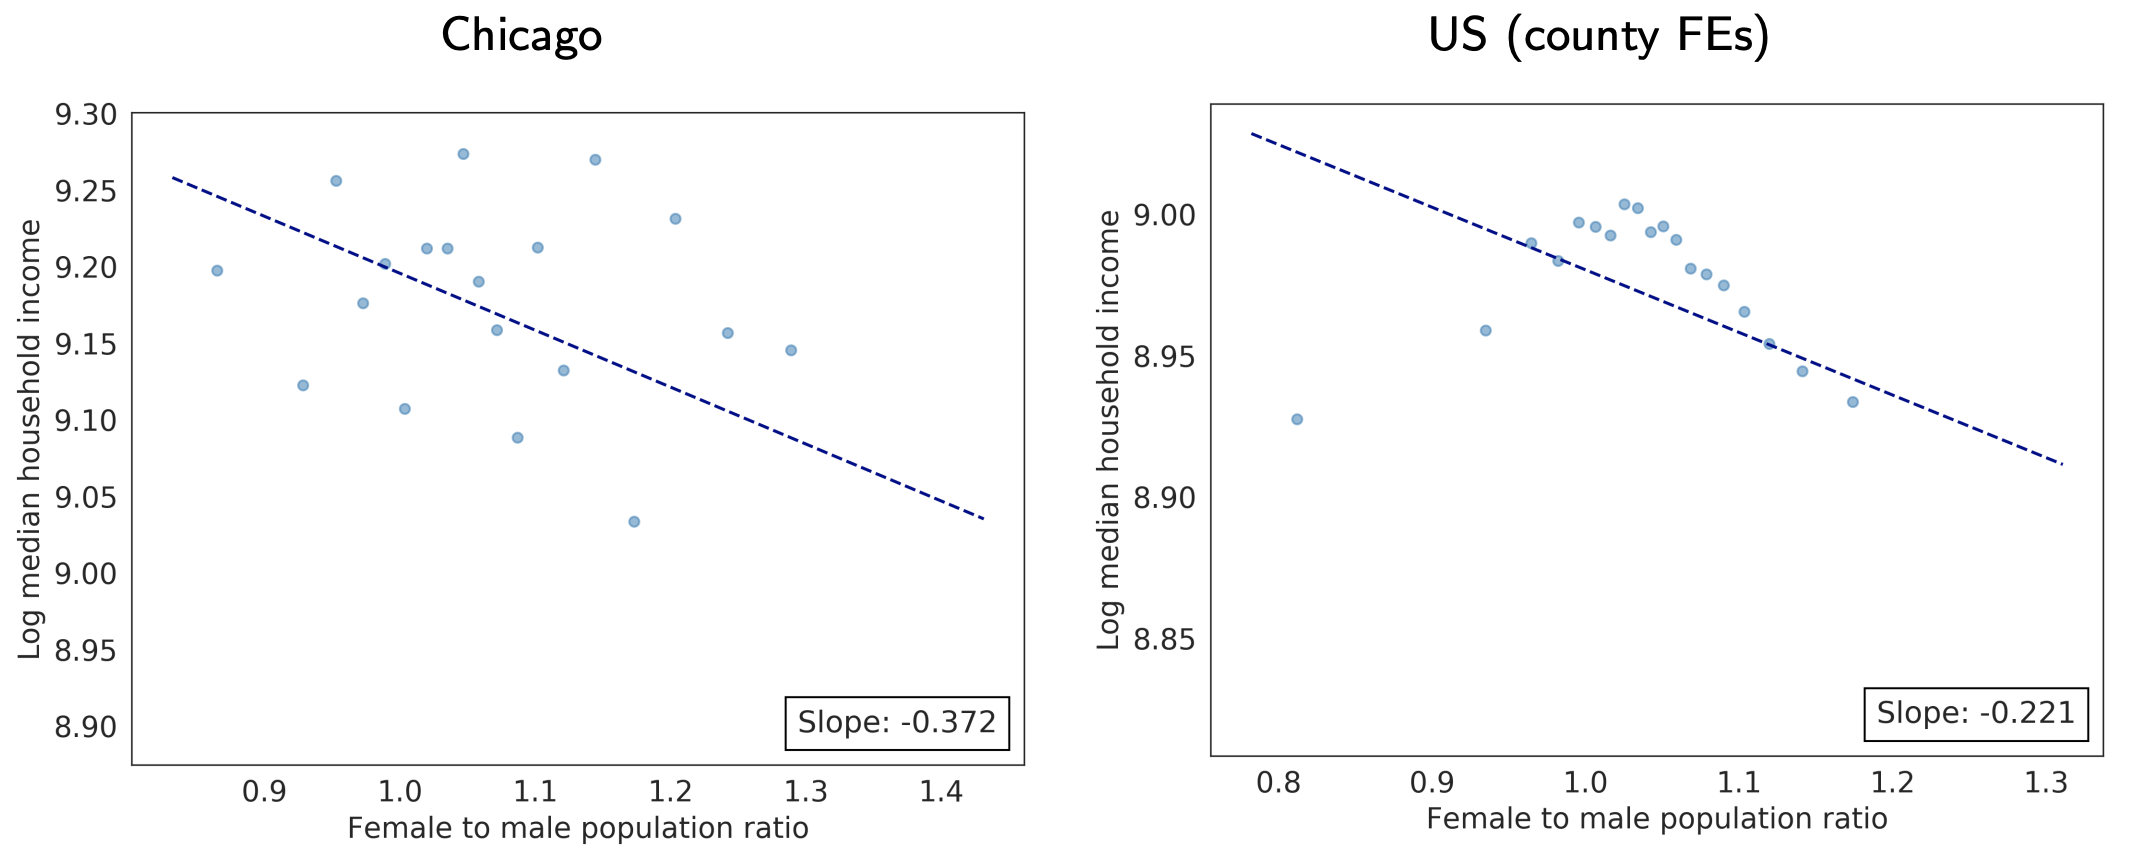 Chicago
9.30
9.25
9.20
9.15
9.10
9.05
9.00
8.95
8.90
Log median household income
Slope: -0.372
0.9 1.0 1.1 1.2 1.3 1.4
Female to male population ratio
US (county FEs)
9.00
8.95
8.90
8.85
Log median household income
Slope: -0.221
0.8 0.9 1.0 1.1 1.2 1.3
Female to male population ratio